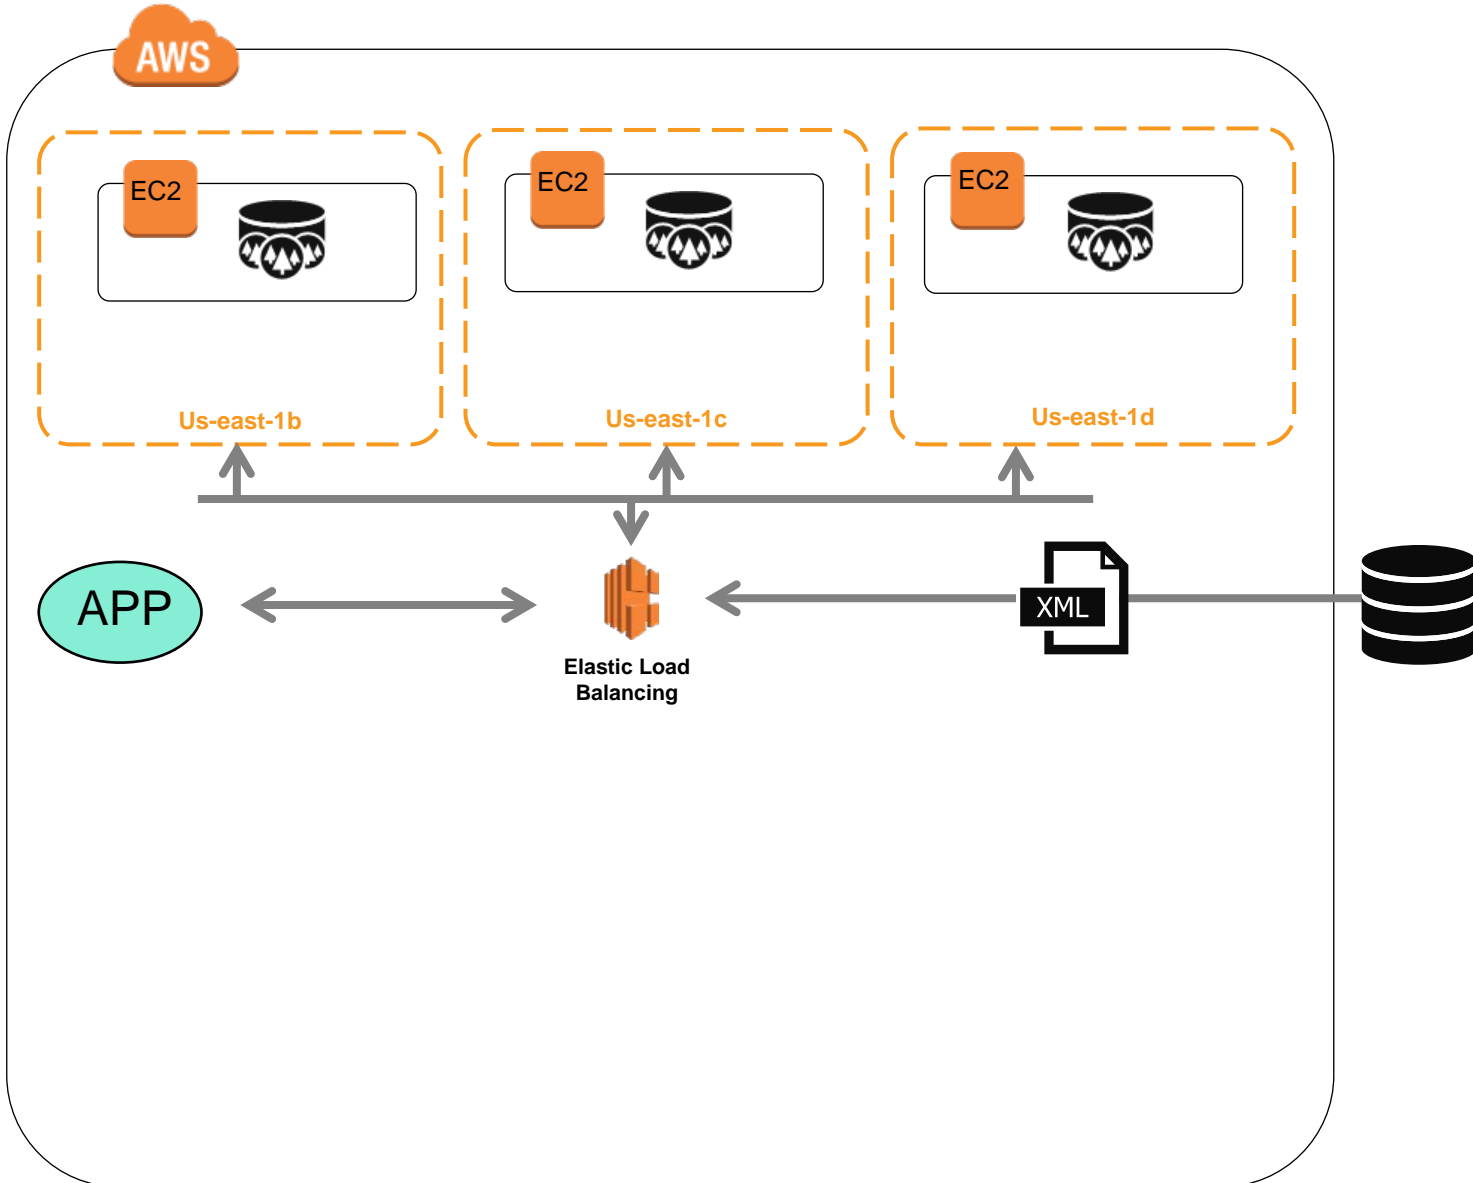 AWS
EC2
EC2
EC2
Us-east-1b
Us-east-1c
Us-east-1d
APP
XML
Elastic Load
Balancing